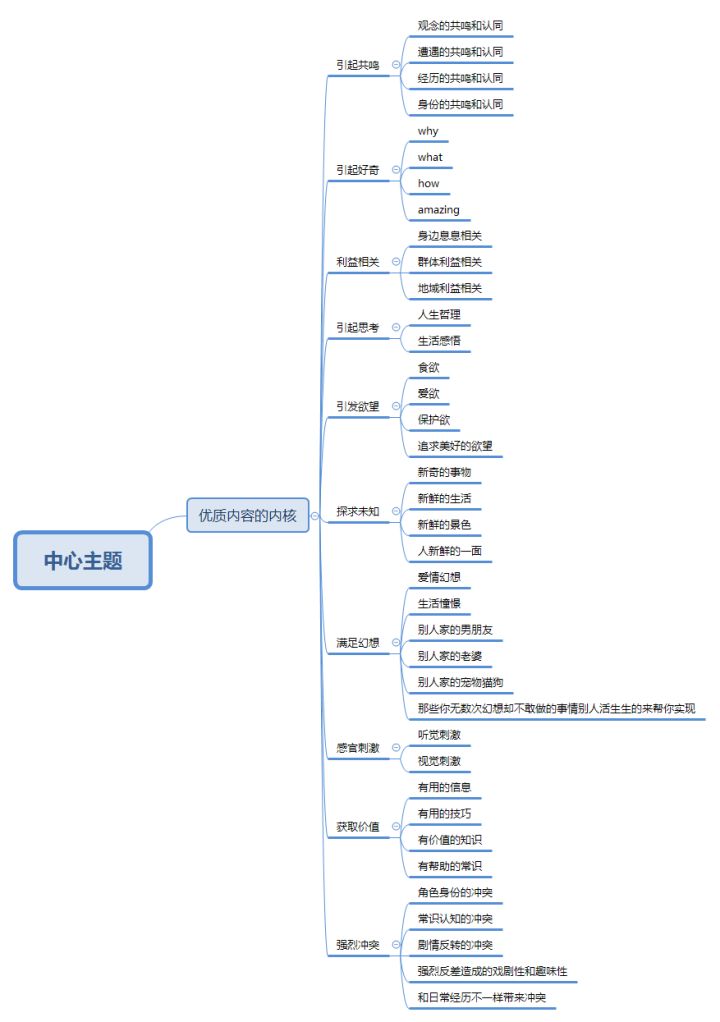 中心主题
优质内容的内核
引起共鸣
观念的共鸣和认同
遭遇的共鸣和认同
经历的共鸣和认同
身份的共鸣和认同
引起好奇
why
what
how
amazing
利益相关
身边息息相关
群体利益相关
地域利益相关
引起思考
人生哲理
生活感悟
引发欲望
食欲
爱欲
保护欲
追求美好的欲望
探求未知
新奇的事物
新鲜的生活
新鲜的景色
人新鲜的一面
满足幻想
爱情幻想
生活憧憬
别人家的男朋友
别人家的老婆
别人家的宠物猫狗
那些你无数次幻想却不敢做的事情别人活生生的来帮你实现
感官刺激
听觉刺激
视觉刺激
获取价值
有用的信息
有用的技巧
有价值的知识
有帮助的常识
强烈冲突
角色身份的冲突
常识认知的冲突
剧情反转的冲突
强烈反差造成的戏剧性和趣味性
和日常经历不一样带来冲突